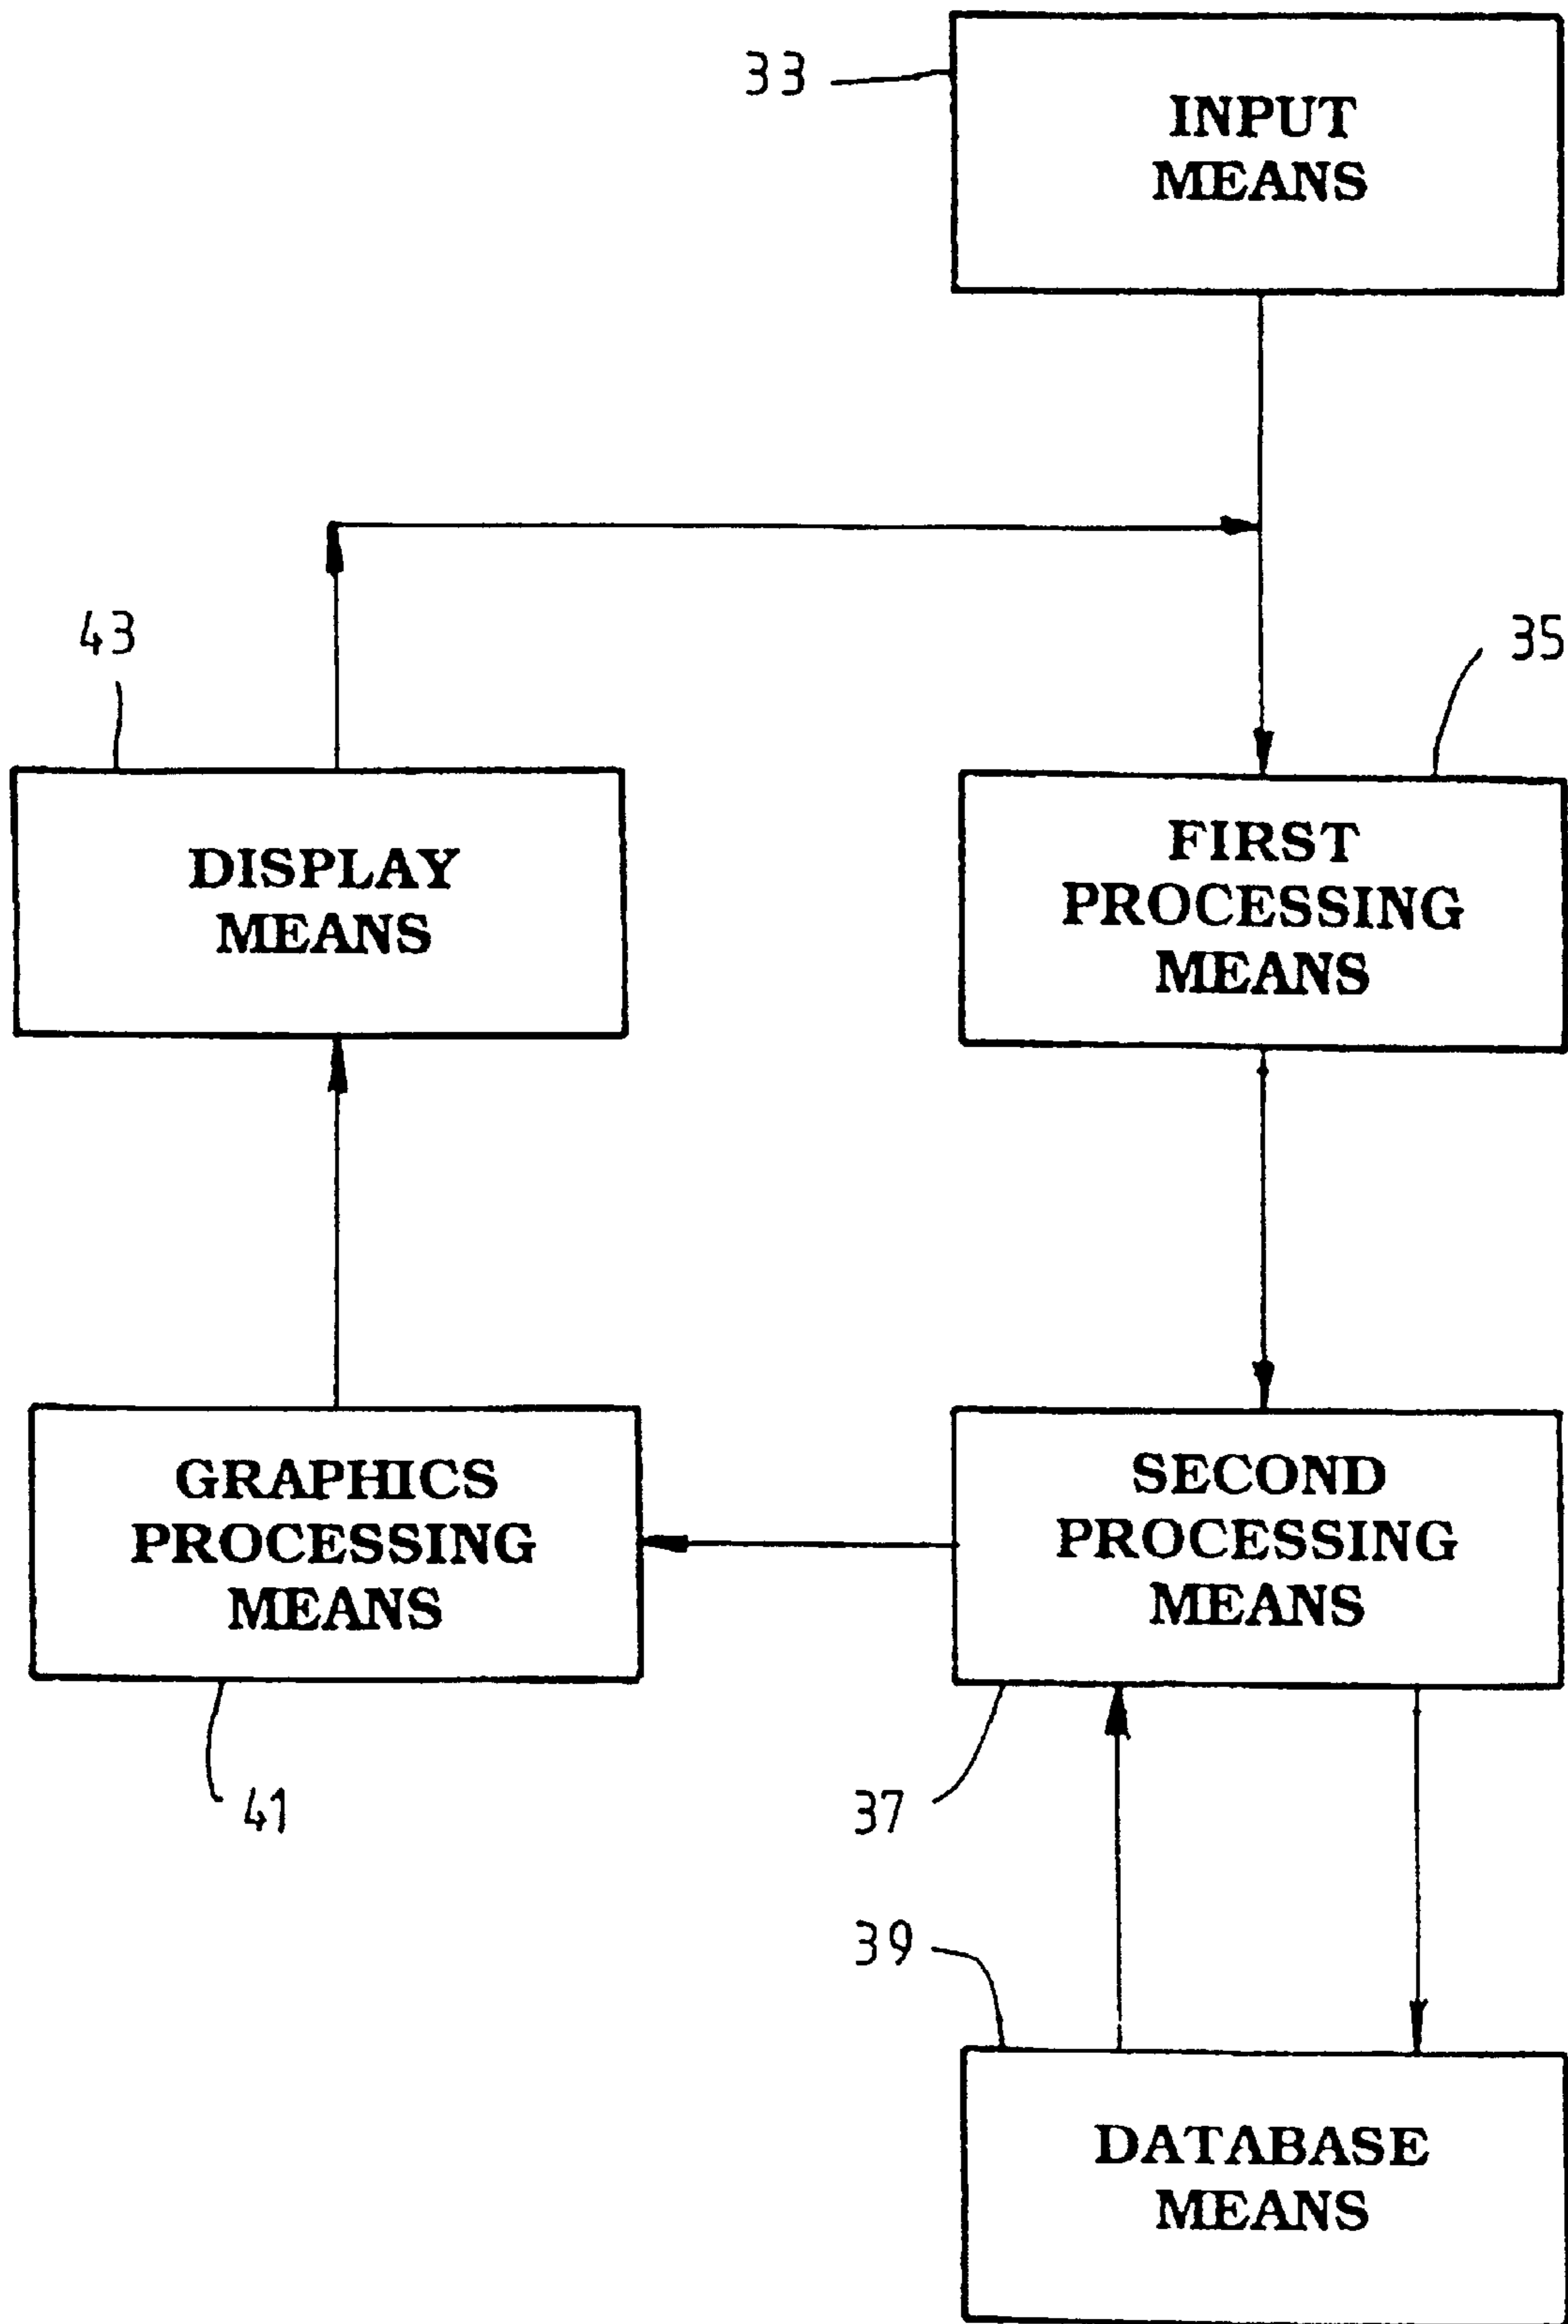 33
INPUT
MEANS
43
35
DISPLAY
MEANS
FIRST
PROCESSING
MEANS
GRAPHICS
PROCESSING
MEANS
SECOND
PROCESSING
MEANS
41
37
39
DATABASE
MEANS